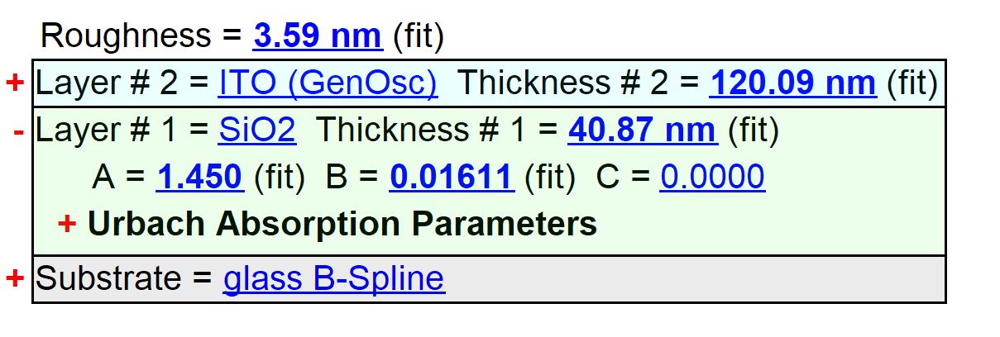 Roughness = 3.59 nm (fit)
+ Layer # 2 = ITO (GenOsc) Thickness # 2 = 120.09 nm (fit)
- Layer # 1 = SiO2 Thickness # 1 = 40.87 nm (fit)
A = 1.450 (fit) B = 0.01611 (fit) C = 0.0000
+ Urbach Absorption Parameters
+ Substrate = glass B-Spline